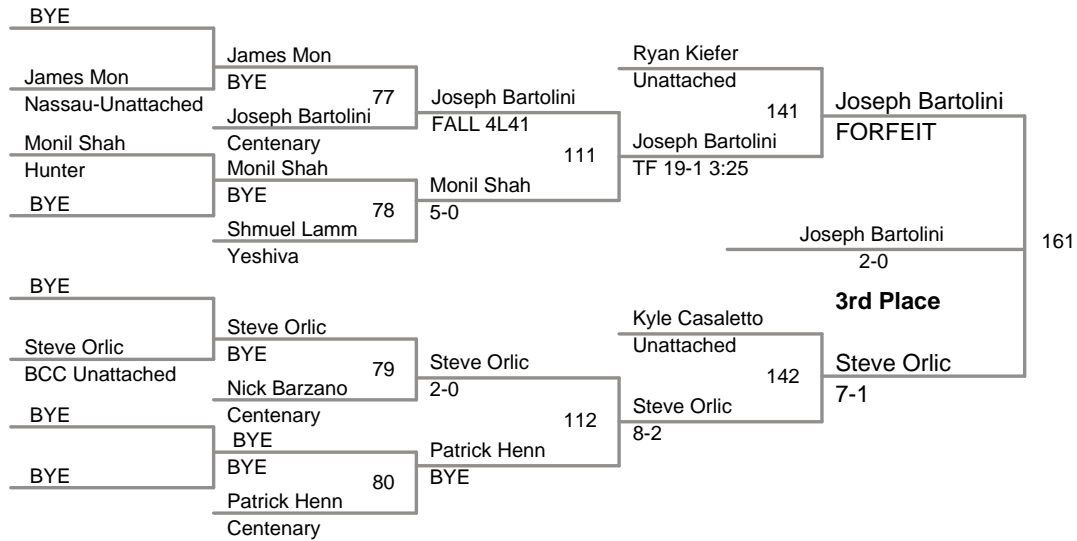 BYE
James Mon
Nassau-Unattached
Monil Shah
Hunter
BYE
BYE
Steve Orlic
BCC Unattached
BYE
BYE
James Mon
BYE
77
Joseph Bartolini
Centenary
Monil Shah
BYE
78
Shmuel Lamm
Yeshiva
Steve Orlic
BYE
79
Nick Barzano
Centenary
BYE
BYE
80
Patrick Henn
Centenary
Joseph Bartolini
FALL 4L41
111
Monil Shah
5-0
Steve Orlic
2-0
112
Patrick Henn
BYE
Ryan Kiefer
Unattached
141
Joseph Bartolini
TF 19-1 3:25
Kyle Casaletto
Unattached
142
Steve Orlic
8-2
Joseph Bartolini
FORFEIT
Joseph Bartolini
2-0
161
3rd Place
Steve Orlic
7-1